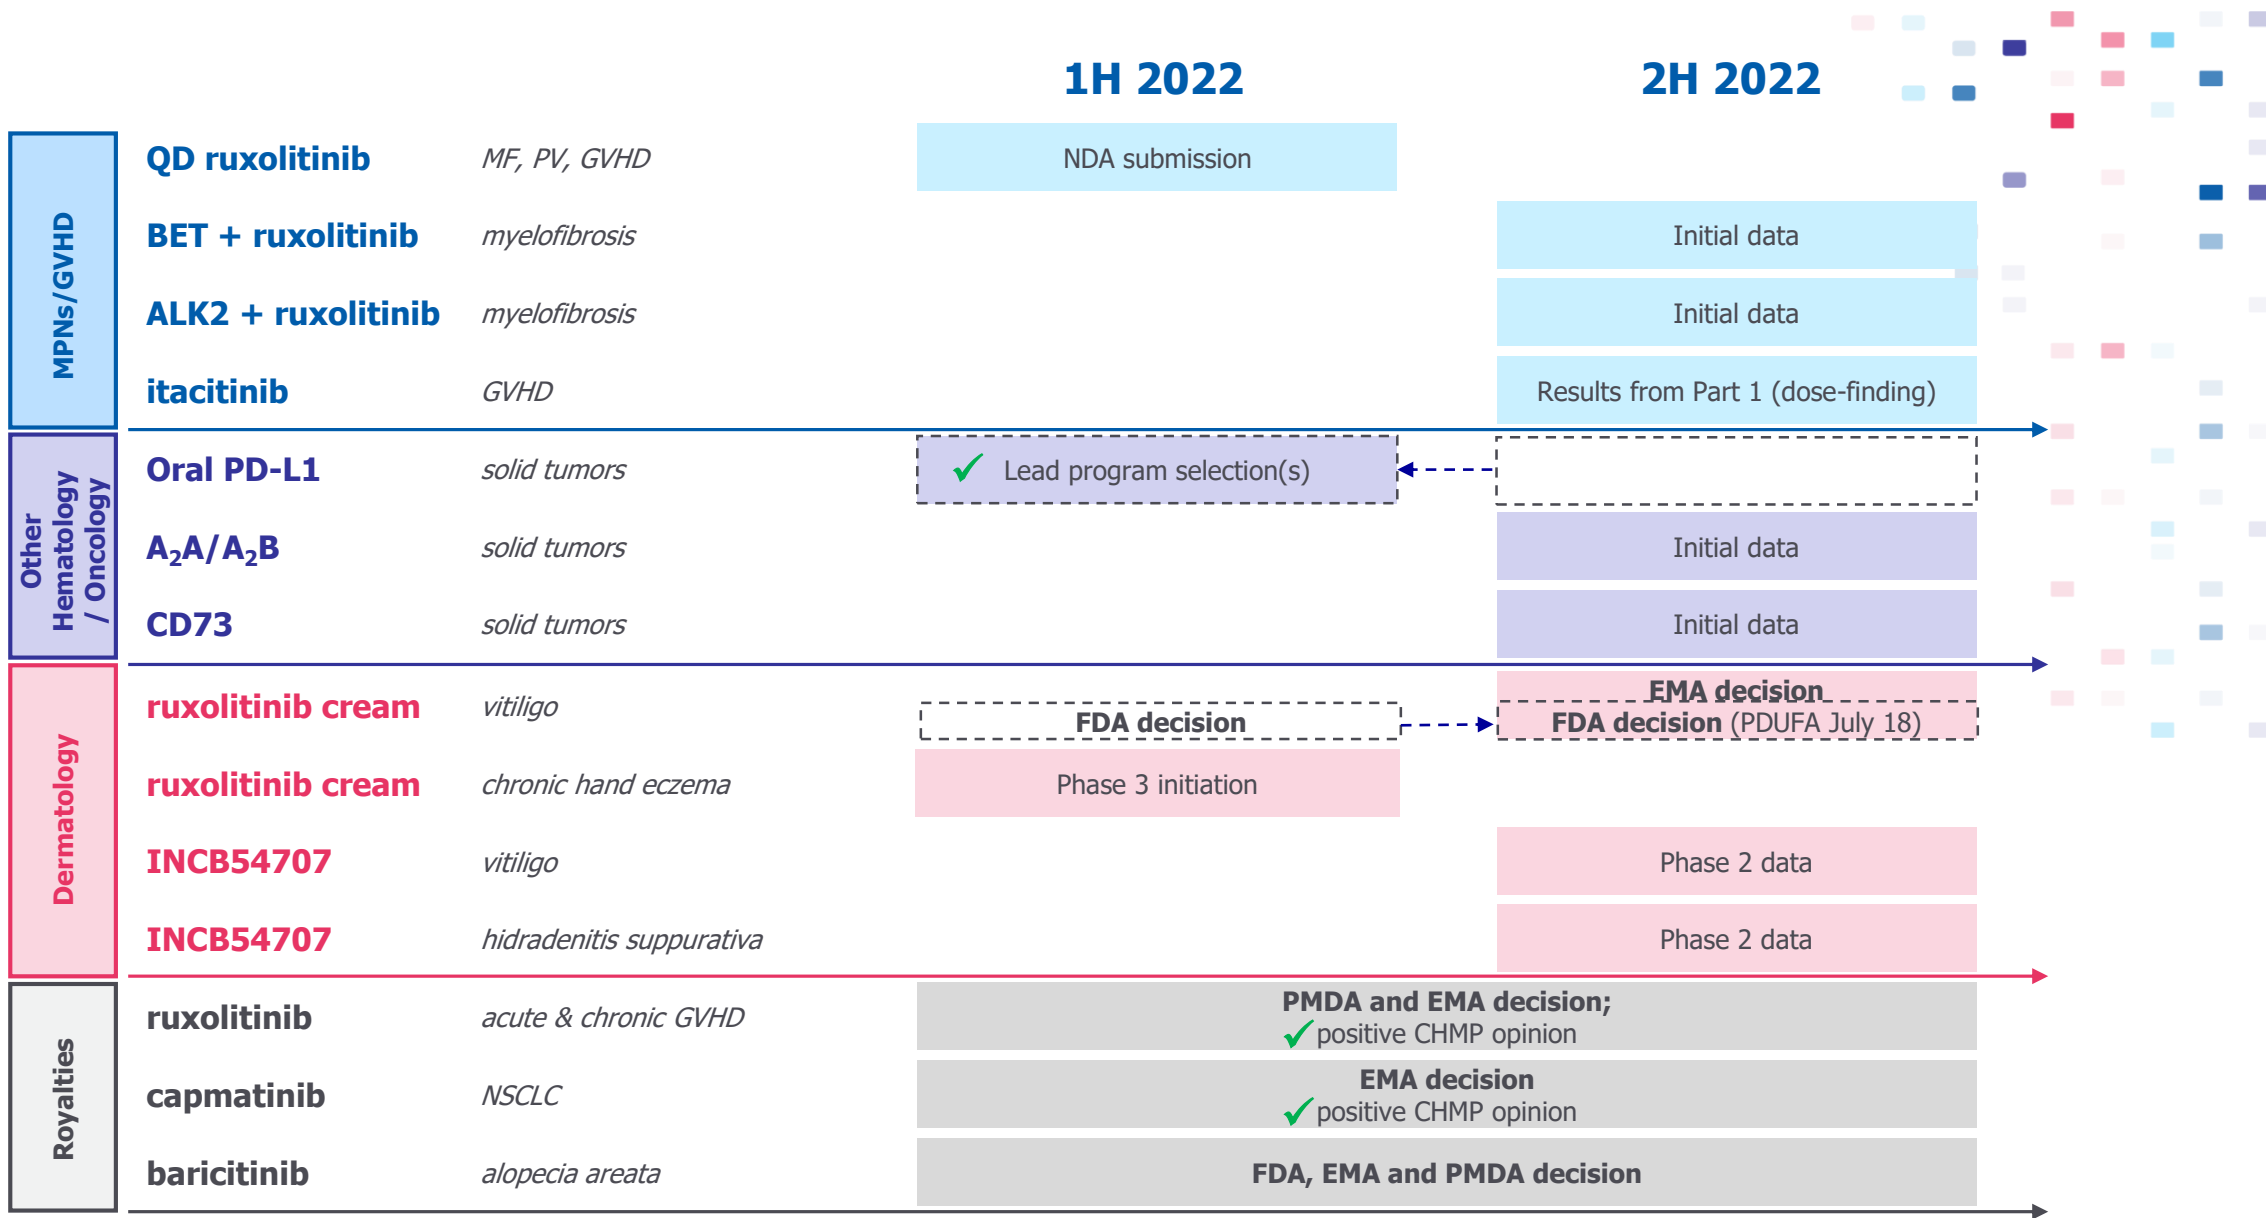 1H 2022
2H 2022
MPNs/GVHD
QD ruxolitinib
MF, PV, GVHD
NDA submission
BET + ruxolitinib
myelofibrosis
Initial data
ALK2 + ruxolitinib
myelofibrosis
Initial data
itacitinib
GVHD
Results from Part 1 (dose-finding)
Other
Hematology
/ Oncology
Oral PD-L1
solid tumors
✓ Lead program selection(s)
A₂A/A₂B
solid tumors
Initial data
CD73
solid tumors
Initial data
Dermatology
ruxolitinib cream
vitiligo
FDA decision
EMA decision
FDA decision (PDUFA July 18)
ruxolitinib cream
chronic hand eczema
Phase 3 initiation
INCB54707
vitiligo
Phase 2 data
INCB54707
hidradenitis suppurativa
Phase 2 data
Royalties
ruxolitinib
acute & chronic GVHD
PMDA and EMA decision;
✓ positive CHMP opinion
capmatinib
NSCLC
EMA decision
✓ positive CHMP opinion
baricitinib
alopecia areata
FDA, EMA and PMDA decision